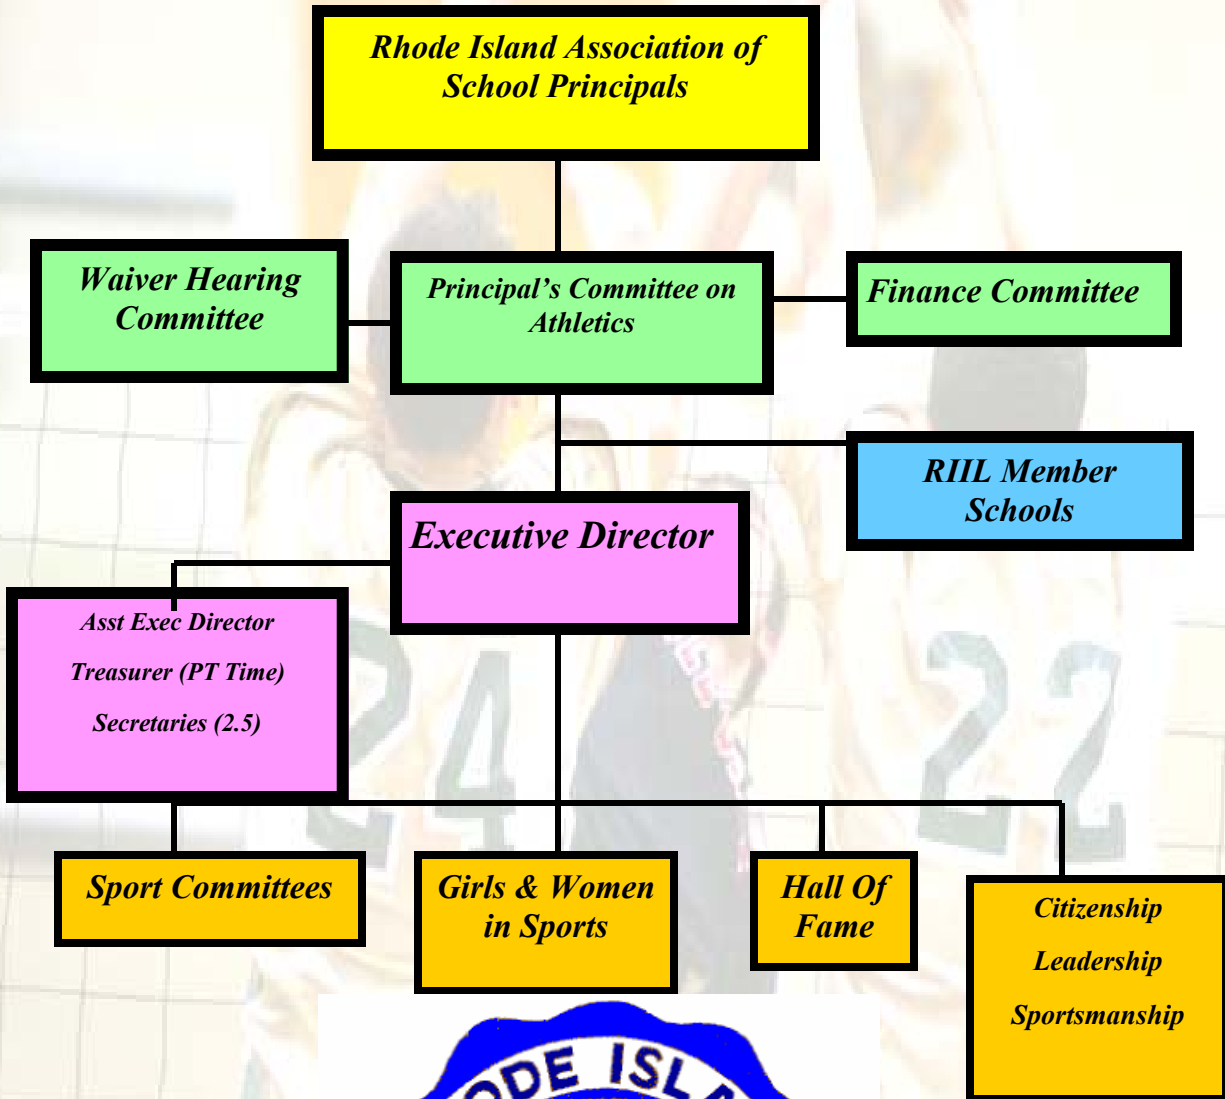 Rhode Island Association of
School Principals
Waiver Hearing
Committee
Principal’s Committee on
Athletics
Finance Committee
RIIL Member
Schools
Executive Director
Asst Exec Director
Treasurer (PT Time)
Secretaries (2.5)
24
22
Sport Committees
Girls & Women
in Sports
Hall Of
Fame
Citizenship
Leadership
Sportsmanship